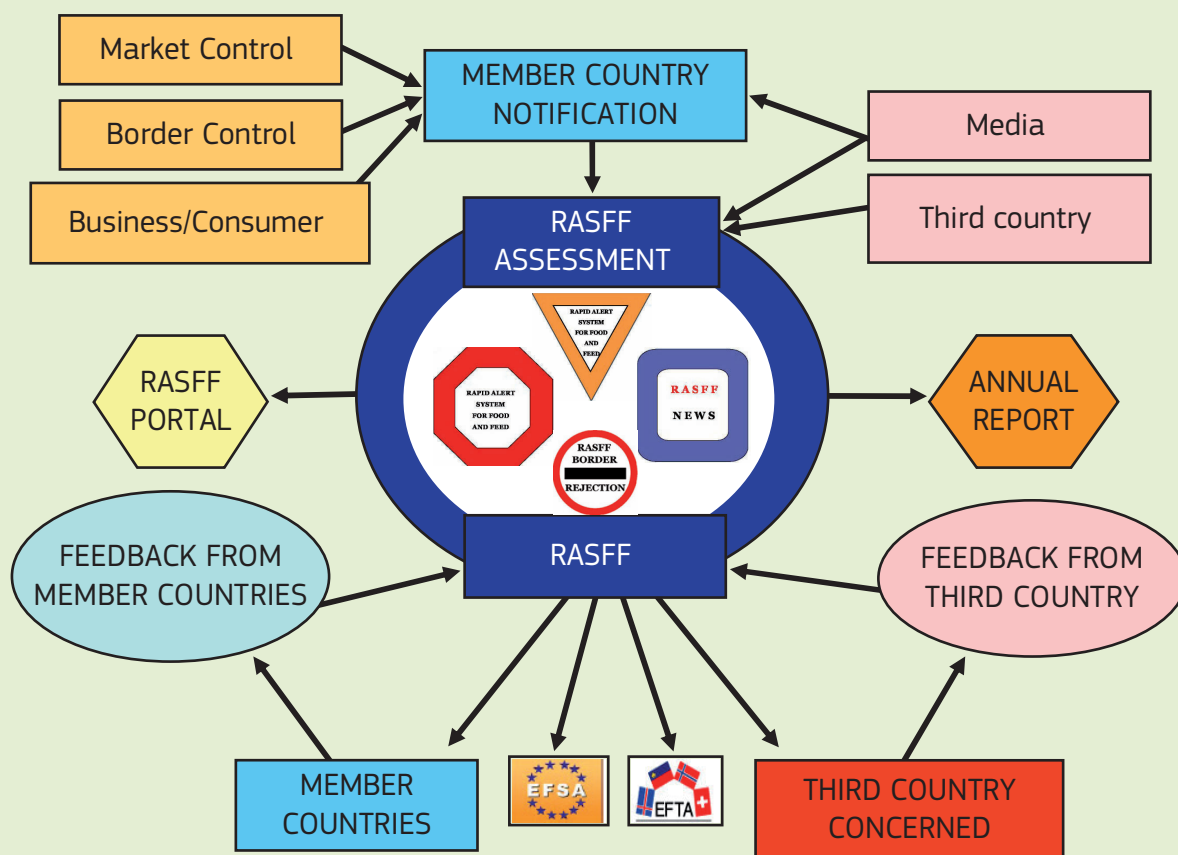 Market Control
MEMBER COUNTRY
NOTIFICATION
Media
Border Control
Business/Consumer
Third country
RASFF
ASSESSMENT
RAPID ALERT
SYSTEM
FOR FOOD
AND
FEED
RASFF
PORTAL
RAPID ALERT
SYSTEM
FOR FOOD
AND FEED
RASFF
NEWS
ANNUAL
REPORT
RASFF
BORDER
REJECTION
FEEDBACK FROM
MEMBER COUNTRIES
RASFF
FEEDBACK FROM
THIRD COUNTRY
MEMBER
COUNTRIES
EFSA
EFTA
THIRD COUNTRY
CONCERNED